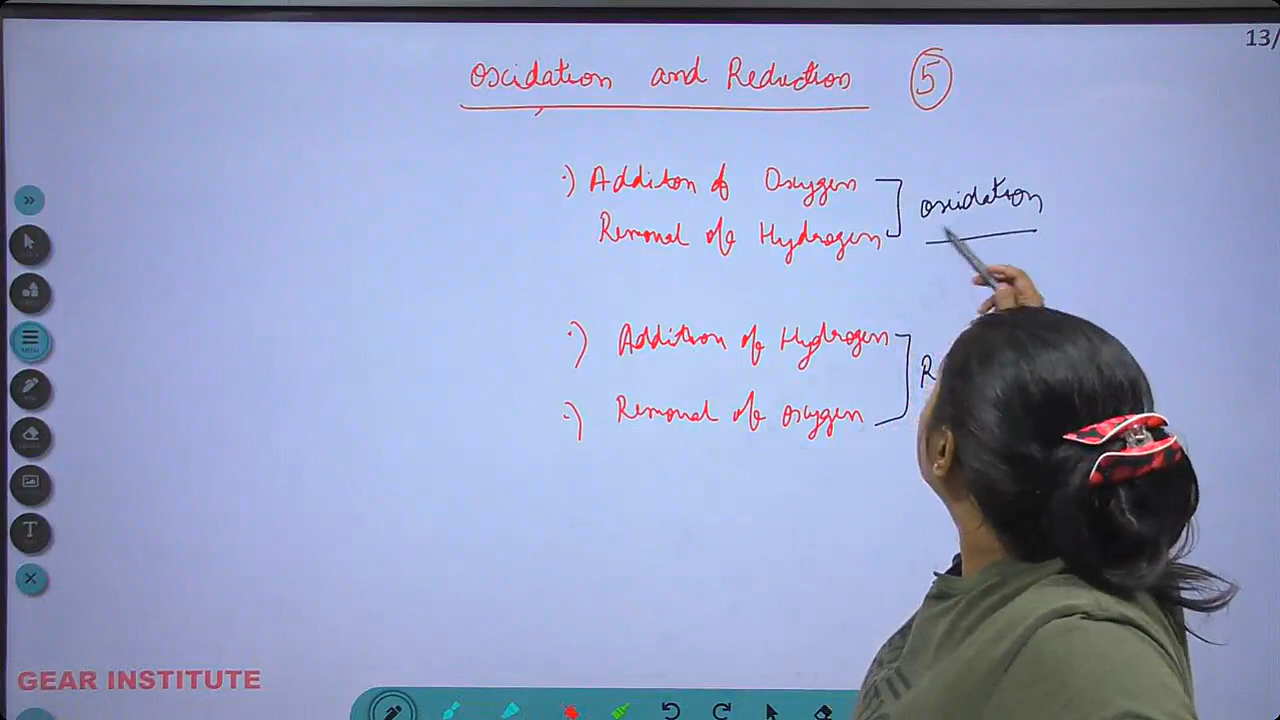 13/
Oxidation and Reduction 5
·) Additon of Oxygen
Removal of Hydrogen
oxidation
·) Addition of Hydrogen
·) Removal of oxygen
R
MENU
T
GEAR INSTITUTE